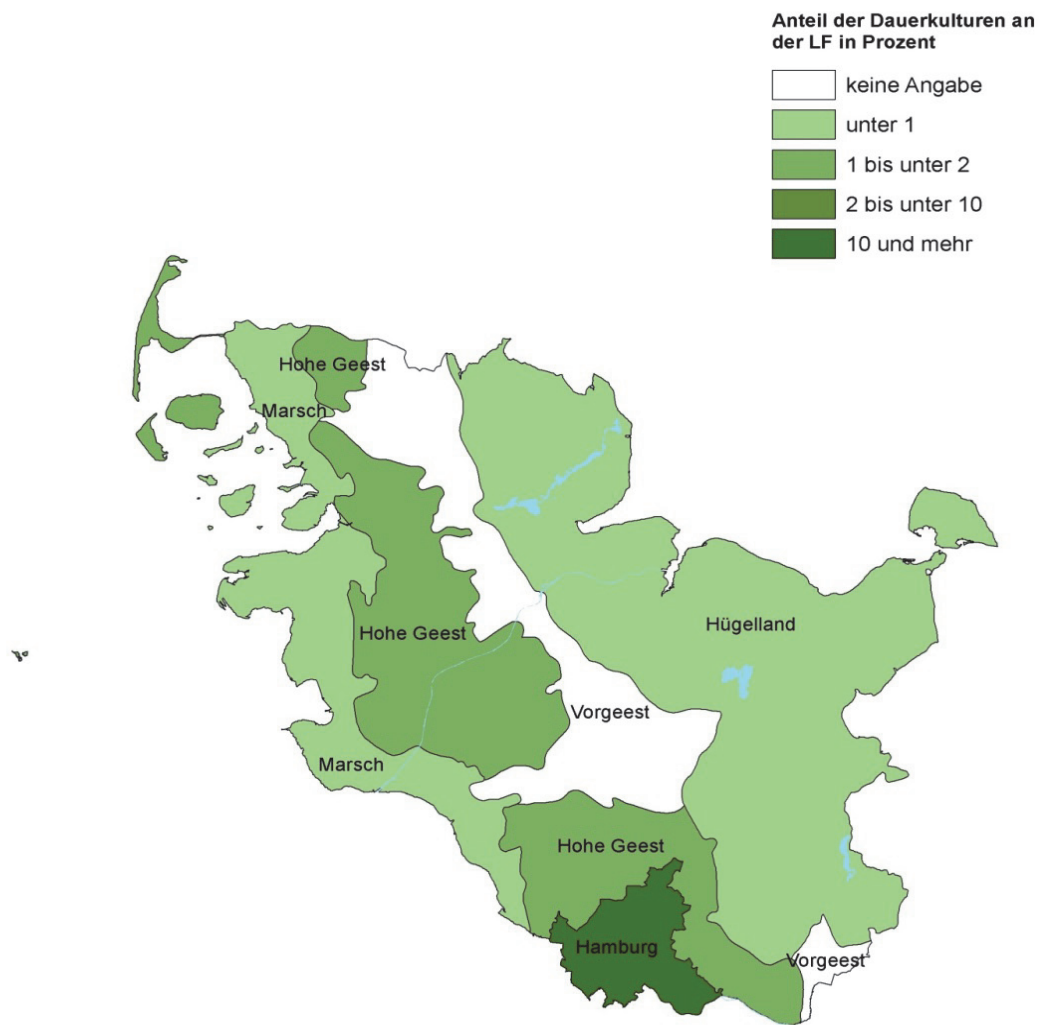 Anteil der Dauerkulturen an
der LF in Prozent
keine Angabe
unter 1
1 bis unter 2
2 bis unter 10
10 und mehr
Hohe Geest
Marsch
Hügelland
Hohe Geest
Vorgeest
Marsch
Hohe Geest
Hamburg
Vorgeest